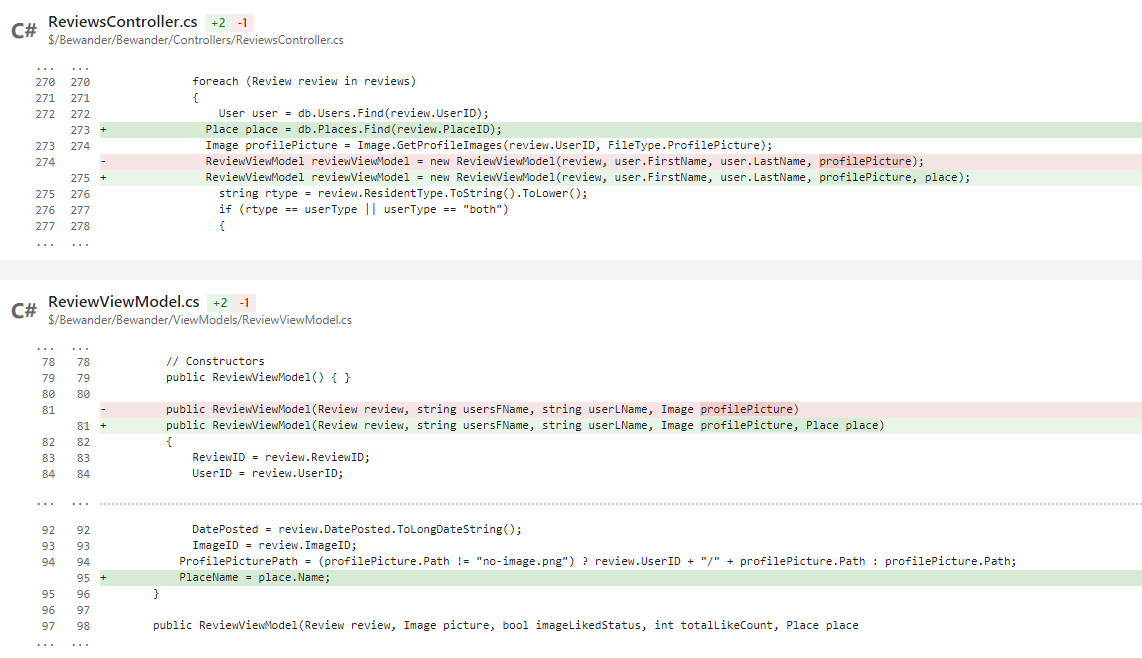 C# ReviewsController.cs +2 -1
$/Bewander/Bewander/Controllers/ReviewsController.cs
... ...
270 270 foreach (Review review in reviews)
271 271 {
272 272 User user = db.Users.Find(review.UserID);
273 + Place place = db.Places.Find(review.PlaceID);
273 274 Image profilePicture = Image.GetProfileImages(review.UserID, FileType.ProfilePicture);
274 - ReviewViewModel reviewViewModel = new ReviewViewModel(review, user.FirstName, user.LastName, profilePicture);
275 + ReviewViewModel reviewViewModel = new ReviewViewModel(review, user.FirstName, user.LastName, profilePicture, place);
275 276 string rtype = review.ResidentType.ToString().ToLower();
276 277 if (rtype == userType || userType == "both")
277 278 {
... ...
C# ReviewViewModel.cs +2 -1
$/Bewander/Bewander/ViewModels/ReviewViewModel.cs
... ...
78 78 // Constructors
79 79 public ReviewViewModel() { }
80 80
81 - public ReviewViewModel(Review review, string usersFName, string userLName, Image profilePicture)
81 + public ReviewViewModel(Review review, string usersFName, string userLName, Image profilePicture, Place place)
82 82 {
83 83 ReviewID = review.ReviewID;
84 84 UserID = review.UserID;
... ...
92 92 DatePosted = review.DatePosted.ToLongDateString();
93 93 ImageID = review.ImageID;
94 94 ProfilePicturePath = (profilePicture.Path != "no-image.png") ? review.UserID + "/" + profilePicture.Path : profilePicture.Path;
95 + PlaceName = place.Name;
95 96 }
96 97
97 98 public ReviewViewModel(Review review, Image picture, bool imageLikedStatus, int totalLikeCount, Place place
... ...